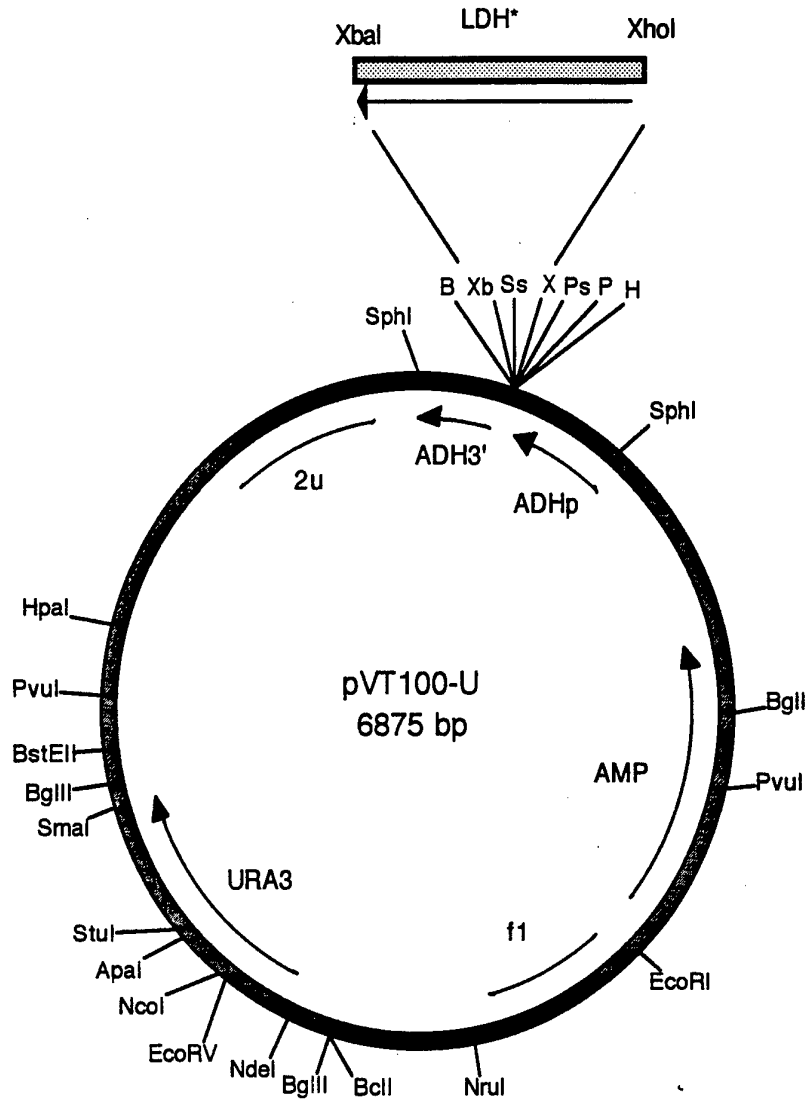 LDH*
XbaI
XhoI
B Xb Ss X Ps P H
SphI
SphI
ADH3'
2u
ADHp
HpaI
PvuI
pVT100-U
6875 bp
BglI
BstEII
AMP
PvuI
BglII
SmaI
URA3
StuI
f1
ApaI
EcoRI
NcoI
EcoRV
NdeI
BglII
BclI
NruI